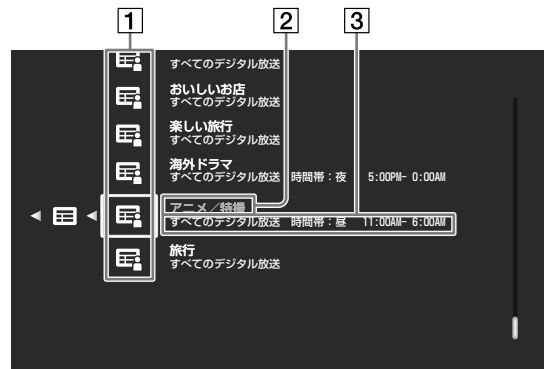 1 2 3
すべてのデジタル放送
おいしいお店
すべてのデジタル放送
楽しい旅行
すべてのデジタル放送
海外ドラマ
すべてのデジタル放送 時間帯：夜 5:00PM- 0:00AM
アニメ／特撮
すべてのデジタル放送 時間帯：昼 11:00AM- 6:00AM
旅行
すべてのデジタル放送